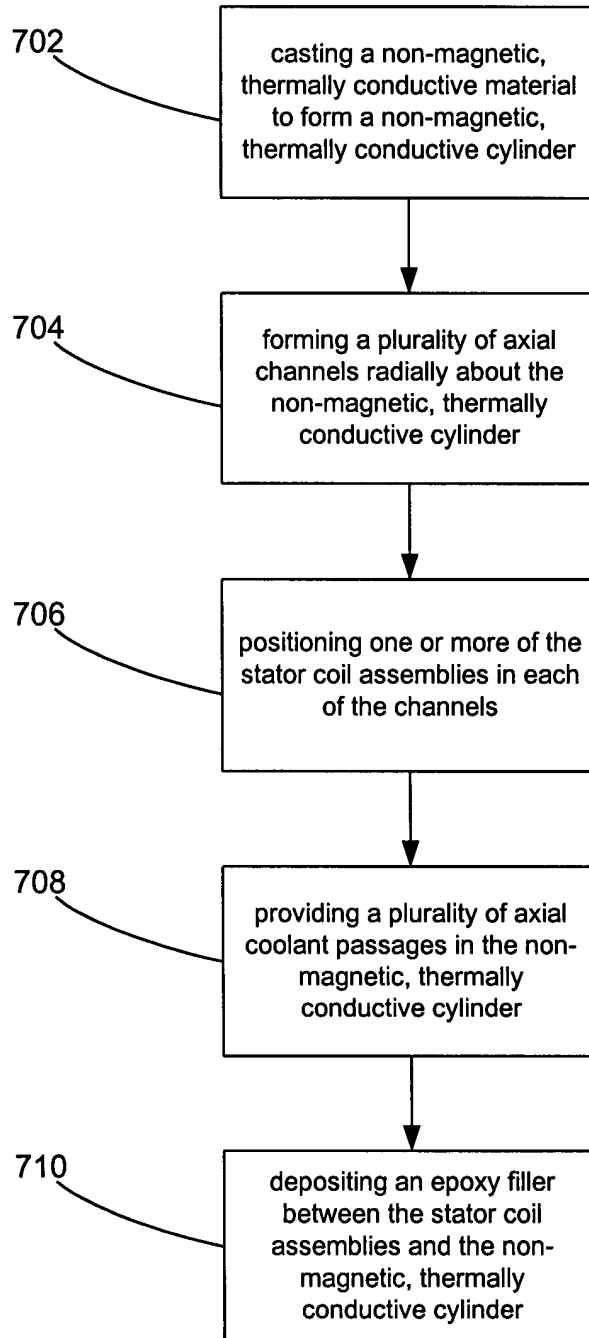 702
casting a non-magnetic,
thermally conductive material
to form a non-magnetic,
thermally conductive cylinder
704
forming a plurality of axial
channels radially about the
non-magnetic, thermally
conductive cylinder
706
positioning one or more of the
stator coil assemblies in each
of the channels
708
providing a plurality of axial
coolant passages in the non-
magnetic, thermally
conductive cylinder
710
depositing an epoxy filler
between the stator coil
assemblies and the non-
magnetic, thermally
conductive cylinder